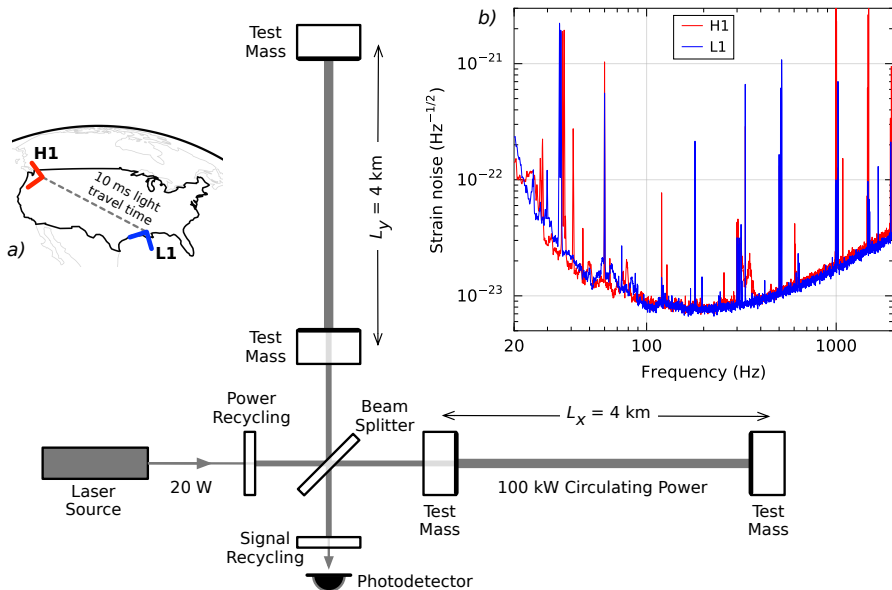 Test
Mass
L_y = 4 km
a)
H1
10 ms light
travel time
L1
b)
H1
L1
10^{-21}
10^{-22}
10^{-23}
Strain noise (Hz^{-1/2})
20
100
1000
Frequency (Hz)
Test
Mass
Power
Recycling
Beam
Splitter
L_x = 4 km
Laser
Source
20 W
100 kW Circulating Power
Test
Mass
Test
Mass
Signal
Recycling
Photodetector